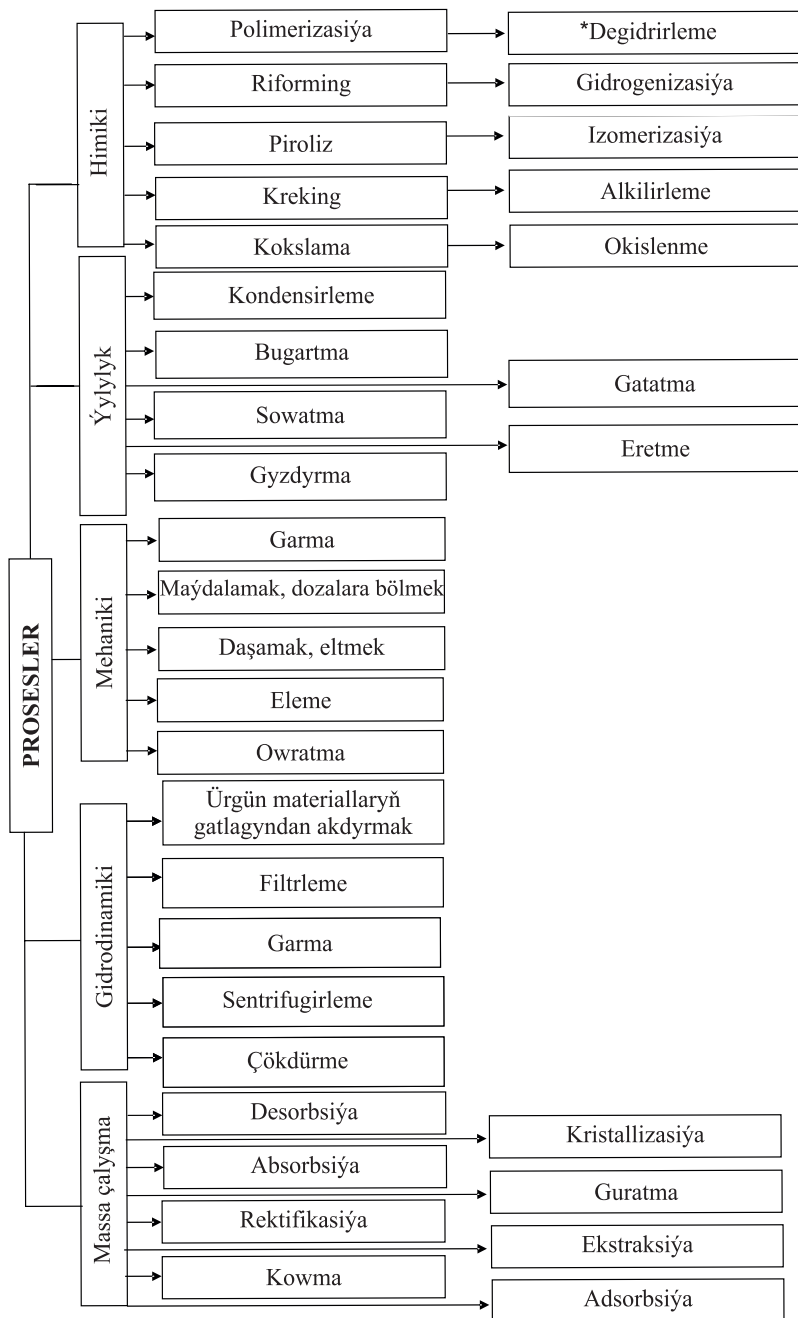 PROSESLER
Himiki
Polimerizasiýa
*Degidrirleme
Riforming
Gidrogenizasiýa
Piroliz
Izomerizasiýa
Kreking
Alkilirleme
Kokslama
Okislenme
Ýylylyk
Kondensirleme
Bugartma
Gatatma
Sowatma
Eretme
Gyzdyrma
Mehaniki
Garma
Maýdalamak, dozalara bölmek
Daşamak, eltmek
Eleme
Owratma
Gidrodinamiki
Ürgün materiallaryň
gatlagyndan akdyrmak
Filtrleme
Garma
Sentrifugirleme
Çökdürme
Massa çalyşma
Desorbsiýa
Kristallizasiýa
Absorbsiýa
Guratma
Rektifikasiýa
Ekstraksiýa
Kowma
Adsorbsiýa